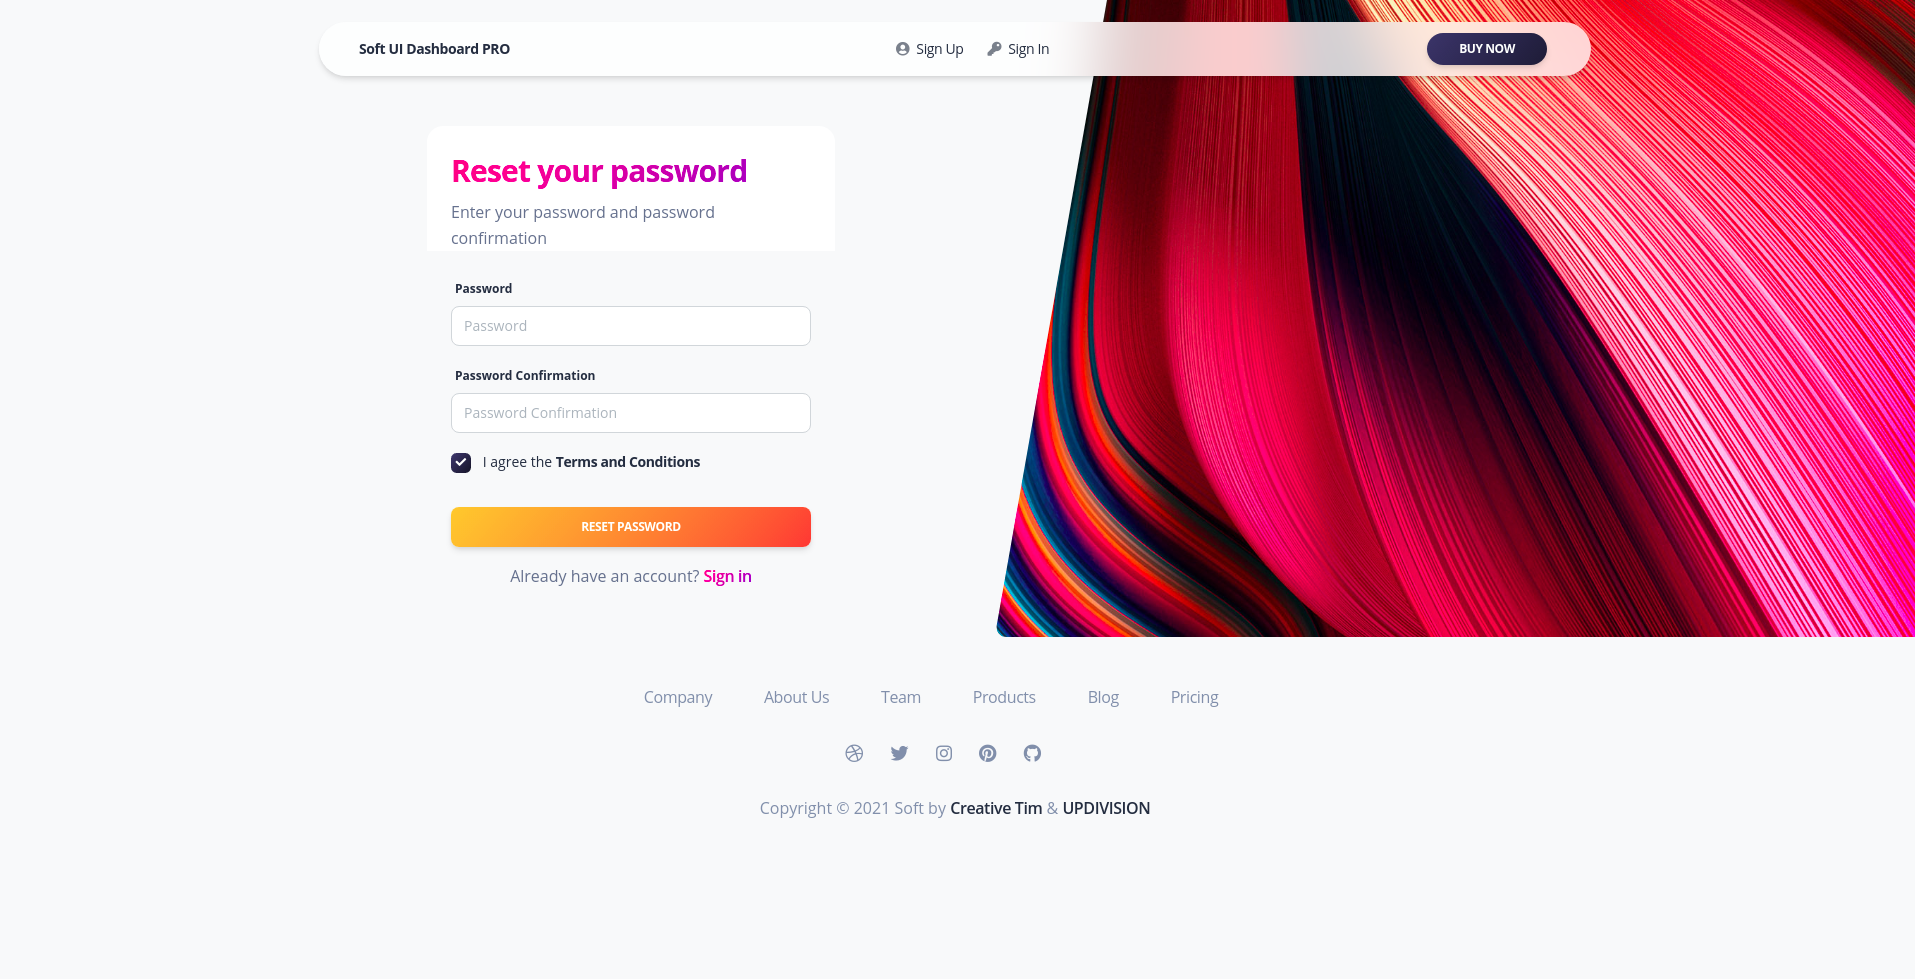 Soft UI Dashboard PRO
Sign Up
Sign In
BUY NOW
Reset your password
Enter your password and password
confirmation
Password
Password
Password Confirmation
Password Confirmation
I agree the Terms and Conditions
RESET PASSWORD
Already have an account? Sign in
Company
About Us
Team
Products
Blog
Pricing
Copyright © 2021 Soft by Creative Tim & UPDIVISION